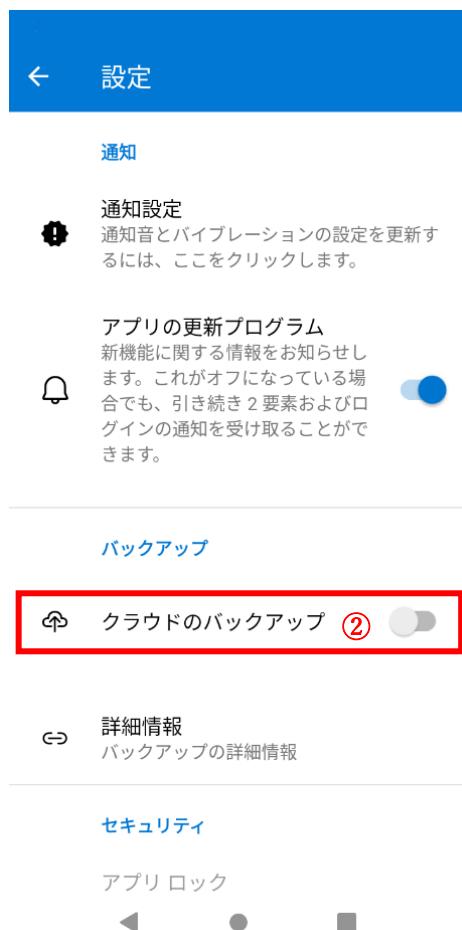 設定
通知
通知設定
通知音とバイブレーションの設定を更新す
るには、ここをクリックします。
アプリの更新プログラム
新機能に関する情報をお知らせし
ます。これがオフになっている場
合でも、引き続き 2 要素およびロ
グインの通知を受け取ることがで
きます。
バックアップ
クラウドのバックアップ ②
詳細情報
バックアップの詳細情報
セキュリティ
アプリ ロック